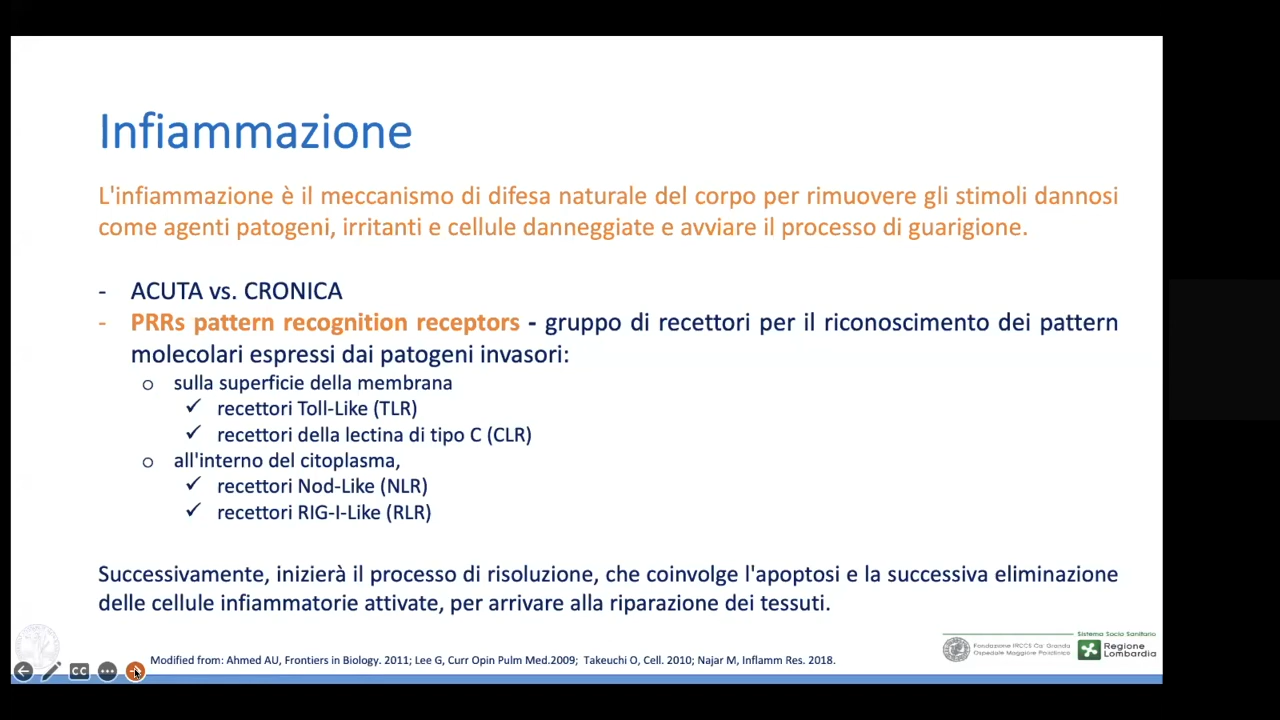 Infiammazione
L'infiammazione è il meccanismo di difesa naturale del corpo per rimuovere gli stimoli dannosi
come agenti patogeni, irritanti e cellule danneggiate e avviare il processo di guarigione.
- ACUTA vs. CRONICA
- PRRs pattern recognition receptors - gruppo di recettori per il riconoscimento dei pattern
molecolari espressi dai patogeni invasori:
o sulla superficie della membrana
✓ recettori Toll-Like (TLR)
✓ recettori della lectina di tipo C (CLR)
o all'interno del citoplasma,
✓ recettori Nod-Like (NLR)
✓ recettori RIG-I-Like (RLR)
Successivamente, inizierà il processo di risoluzione, che coinvolge l'apoptosi e la successiva eliminazione
delle cellule infiammatorie attivate, per arrivare alla riparazione dei tessuti.
Sistema Socio Sanitario
Fondazione IRCCS Ca' Granda
Ospedale Maggiore Policlinico
Regione
Lombardia
CC
Modified from: Ahmed AU, Frontiers in Biology. 2011; Lee G, Curr Opin Pulm Med.2009; Takeuchi O, Cell. 2010; Najar M, Inflamm Res. 2018.